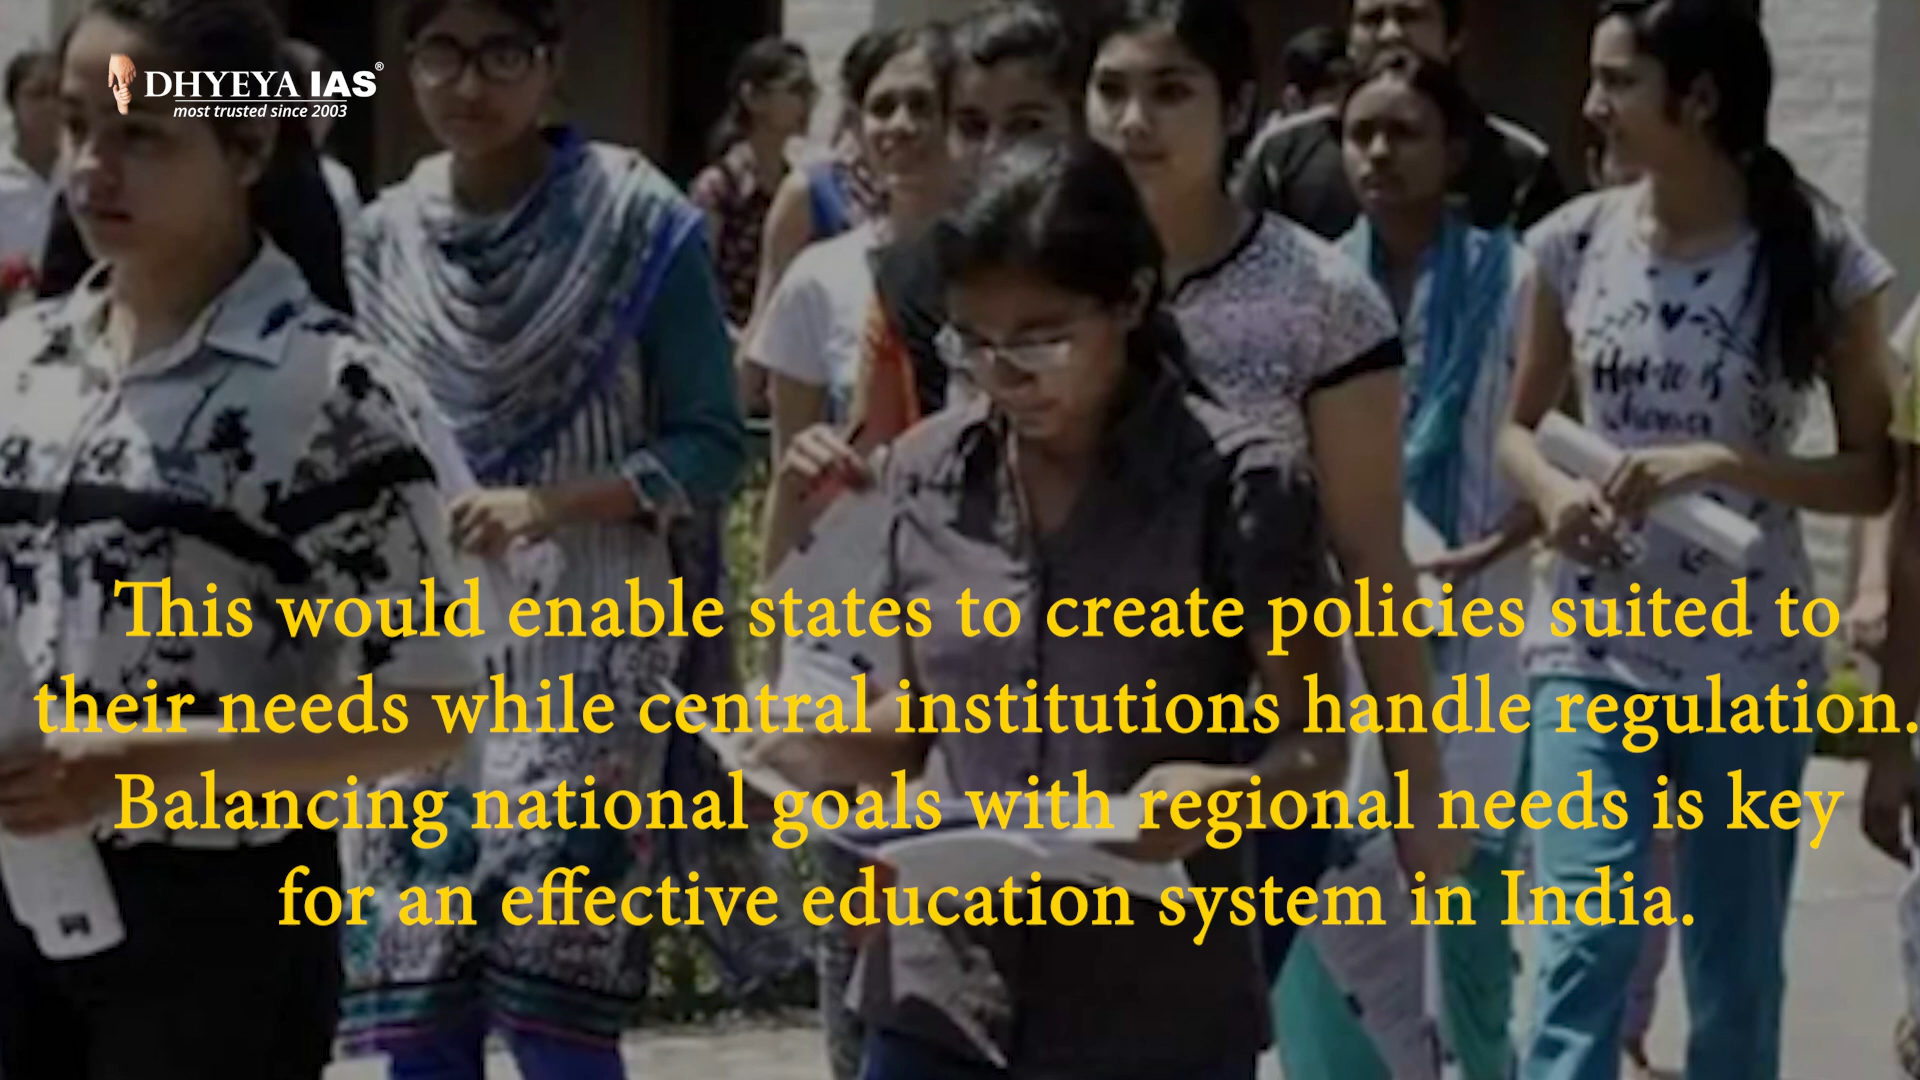 DHYEYA IAS®
most trusted since 2003
This would enable states to create policies suited to
their needs while central institutions handle regulation.
Balancing national goals with regional needs is key
for an effective education system in India.